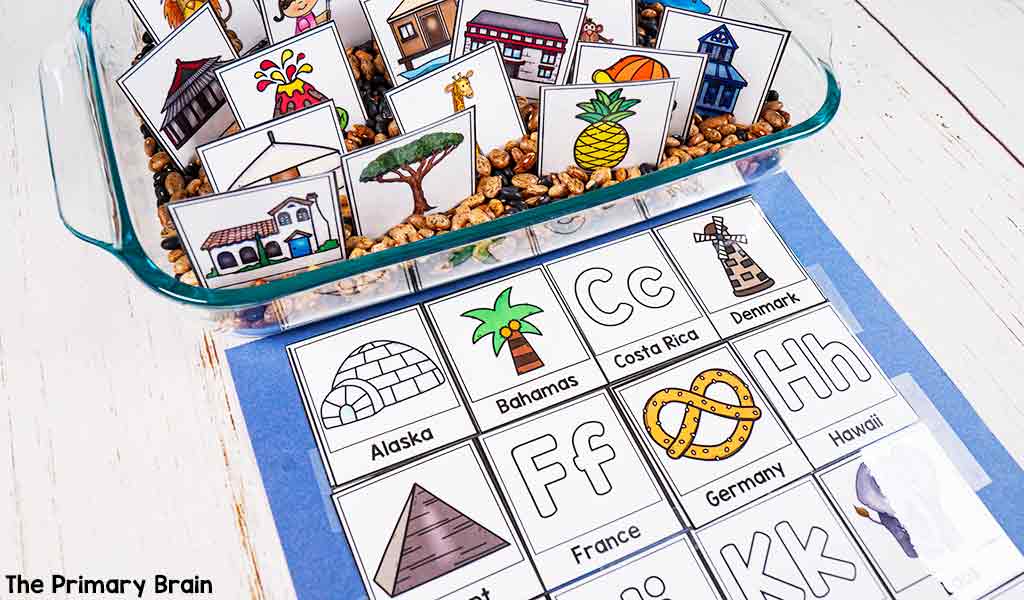 Cc
Denmark
Costa Rica
Bahamas
Alaska
Hh
Hawaii
Germany
Ff
France
Kk
The Primary Brain